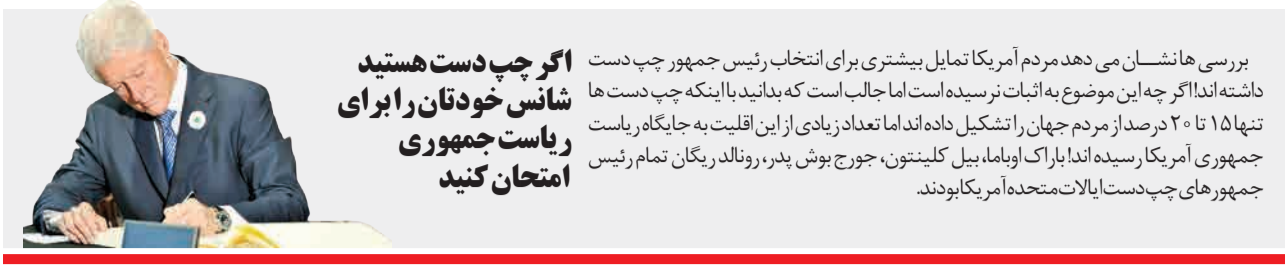 اگر چپ دست هستید
شانس خودتان را برای
ریاست جمهوری
امتحان کنید
بررسی ها نشـــان می دهد مردم آمریکا تمایل بیشتری برای انتخاب رئیس جمهور چپ دست
داشته اند! اگر چه این موضوع به اثبات نرسیده است اما جالب است که بدانید با اینکه چپ دست ها
تنها ۱۵ تا ۲۰ درصد از مردم جهان را تشکیل داده اند اما تعداد زیادی از این اقلیت به جایگاه ریاست
جمهوری آمریکا رسیده اند! باراک اوباما، بیل کلینتون، جورج بوش پدر، رونالد ریگان تمام رئیس
جمهور های چپ دست ایالات متحده آمریکا بودند.